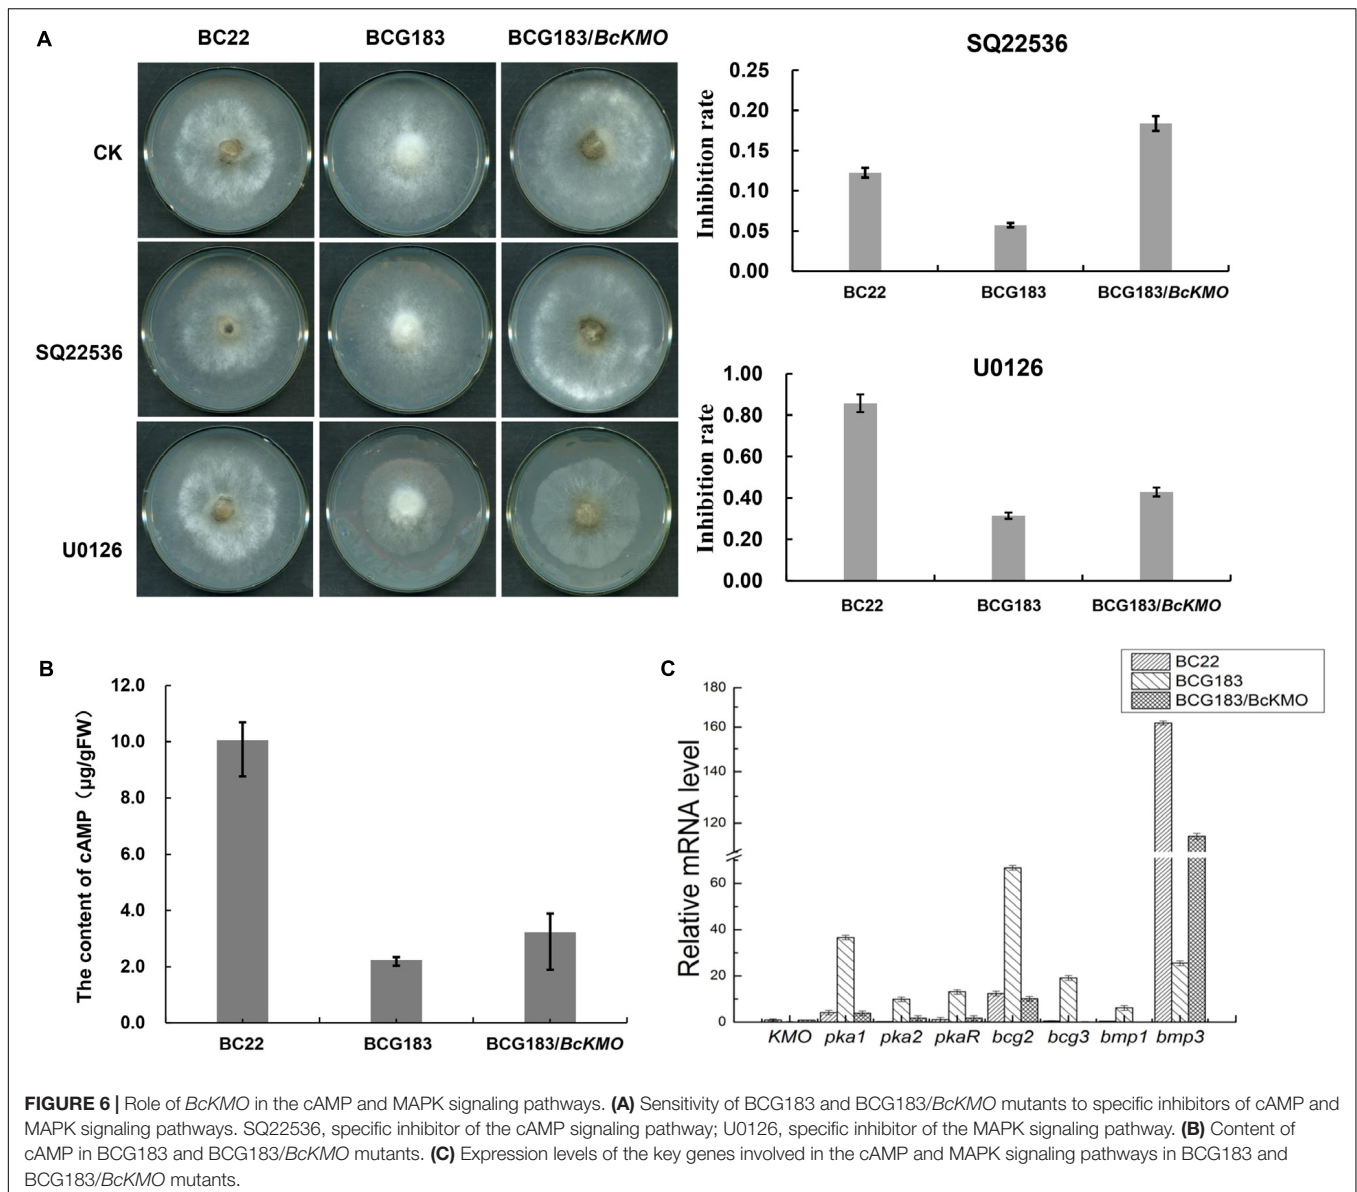 A
BC22
BCG183
BCG183/BcKMO
CK
SQ22536
U0126
SQ22536
Inhibition rate
0.25
0.20
0.15
0.10
0.05
0.00
BC22
BCG183
BCG183/BcKMO
U0126
Inhibition rate
1.00
0.80
0.60
0.40
0.20
0.00
BC22
BCG183
BCG183/BcKMO
B
The content of cAMP（µg/gFW）
12.0
10.0
8.0
6.0
4.0
2.0
0.0
BC22
BCG183
BCG183/BcKMO
C
BC22
BCG183
BCG183/BcKMO
Relative mRNA level
180
160
140
120
60
40
20
0
KMO pka1 pka2 pkaR bcg2 bcg3 bmp1 bmp3
FIGURE 6 | Role of BcKMO in the cAMP and MAPK signaling pathways. (A) Sensitivity of BCG183 and BCG183/BcKMO mutants to specific inhibitors of cAMP and
MAPK signaling pathways. SQ22536, specific inhibitor of the cAMP signaling pathway; U0126, specific inhibitor of the MAPK signaling pathway. (B) Content of
cAMP in BCG183 and BCG183/BcKMO mutants. (C) Expression levels of the key genes involved in the cAMP and MAPK signaling pathways in BCG183 and
BCG183/BcKMO mutants.